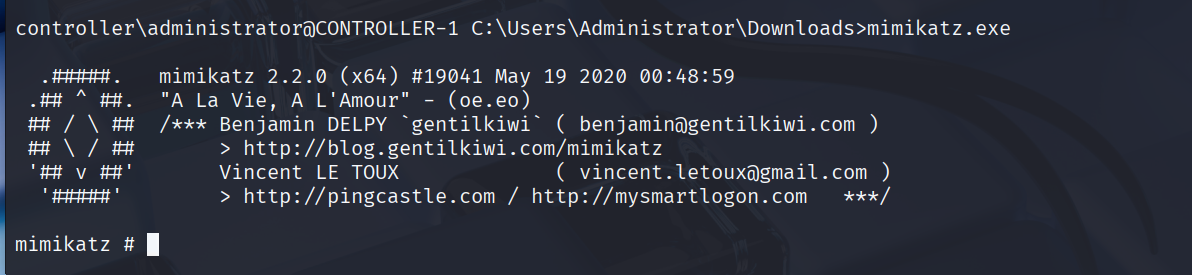 controller\administrator@CONTROLLER-1 C:\Users\Administrator\Downloads>mimikatz.exe
  .#####.   mimikatz 2.2.0 (x64) #19041 May 19 2020 00:48:59
 .## ^ ##.  "A La Vie, A L'Amour" - (oe.eo)
 ## / \ ##  /*** Benjamin DELPY `gentilkiwi` ( benjamin@gentilkiwi.com )
 ## \ / ##       > http://blog.gentilkiwi.com/mimikatz
 '## v ##'       Vincent LE TOUX             ( vincent.letoux@gmail.com )
  '#####'        > http://pingcastle.com / http://mysmartlogon.com   ***/
mimikatz #